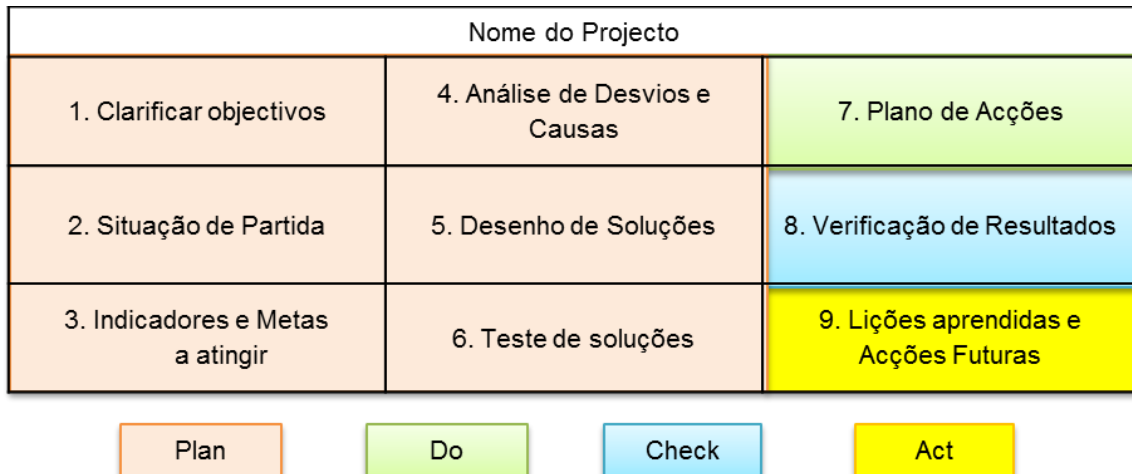 Nome do Projecto
1. Clarificar objectivos
4. Análise de Desvios e
Causas
7. Plano de Acções
2. Situação de Partida
5. Desenho de Soluções
8. Verificação de Resultados
3. Indicadores e Metas
a atingir
6. Teste de soluções
9. Lições aprendidas e
Acções Futuras
Plan
Do
Check
Act